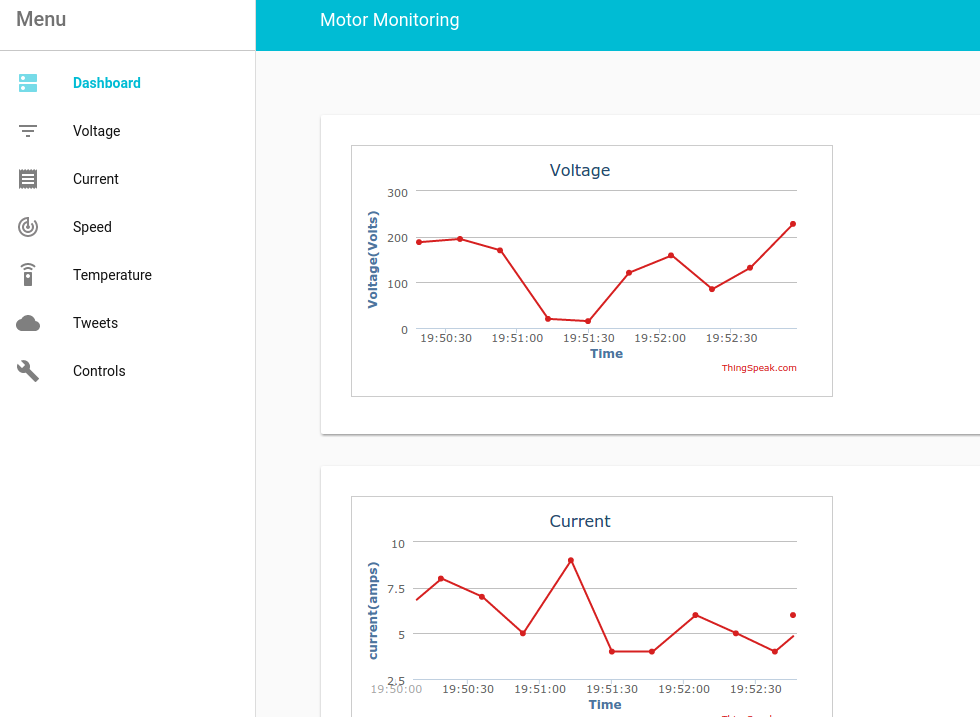 Menu
Motor Monitoring
Dashboard
Voltage
Current
Speed
Temperature
Tweets
Controls
Voltage
Voltage(Volts)
300
200
100
0
19:50:30 19:51:00 19:51:30 19:52:00 19:52:30
Time
ThingSpeak.com
Current
current(amps)
10
7.5
5
2.5
19:50:00 19:50:30 19:51:00 19:51:30 19:52:00 19:52:30
Time